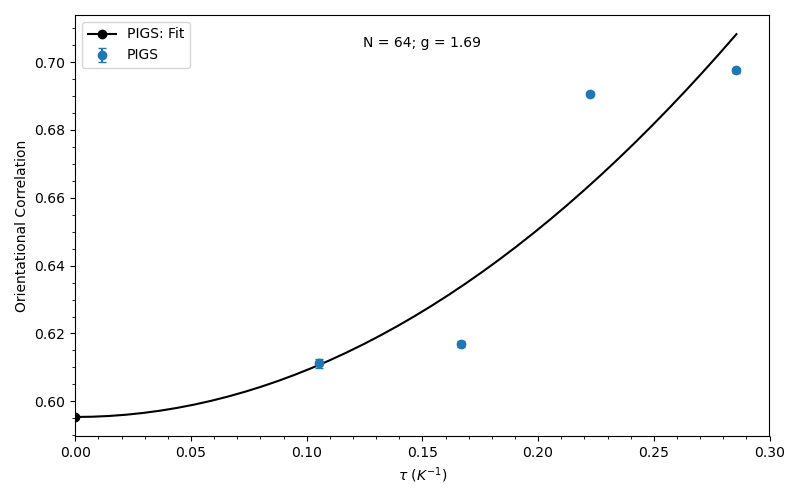 PIGS: Fit
PIGS
N = 64; g = 1.69
Orientational Correlation
0.70
0.68
0.66
0.64
0.62
0.60
0.00 0.05 0.10 0.15 0.20 0.25 0.30
τ (K⁻¹)